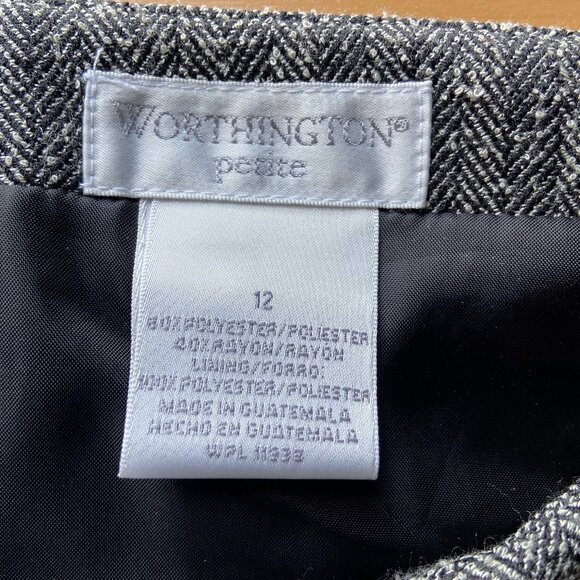 WORTHINGTON®
petite
12
60% POLYESTER/POLIESTER
40% RAYON/RAYON
LINING/FORRO:
100% POLYESTER/POLIESTER
MADE IN GUATEMALA
HECHO EN GUATEMALA
WPL